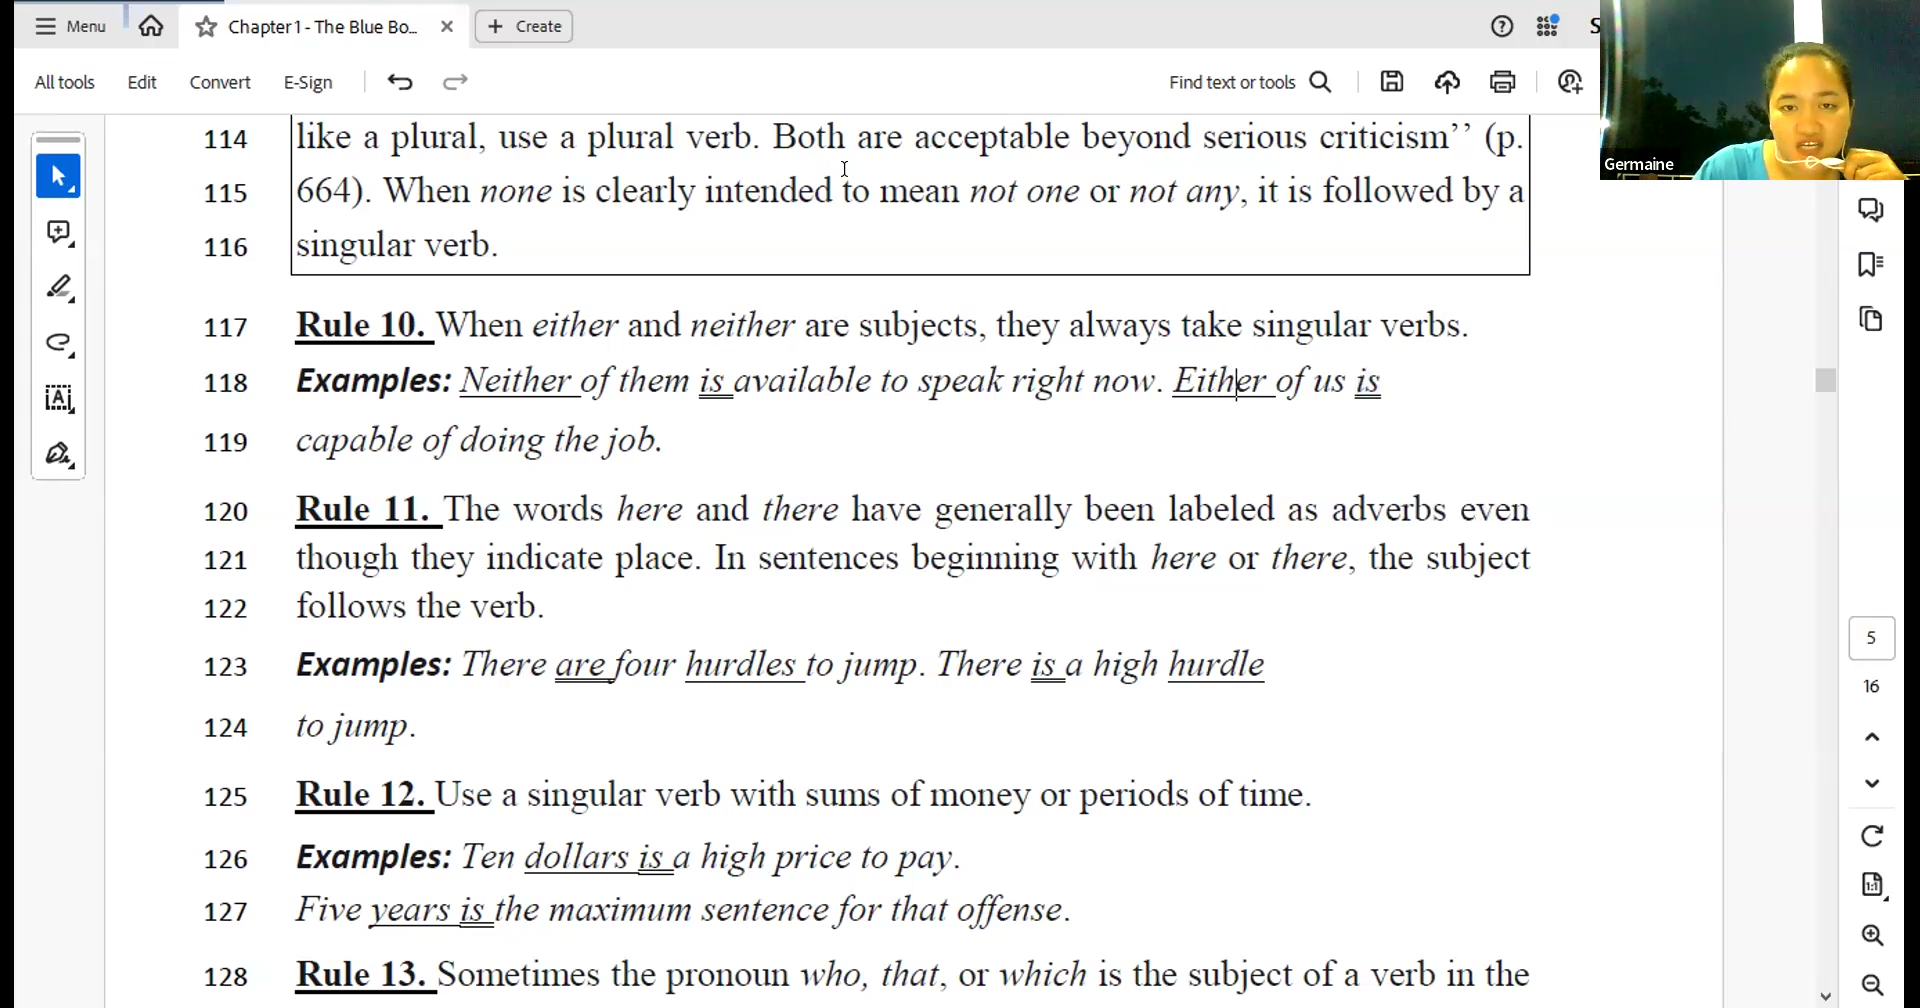 Menu
Chapter 1 - The Blue Bo...
Create
All tools
Edit
Convert
E-Sign
Find text or tools
Germaine
114 like a plural, use a plural verb. Both are acceptable beyond serious criticism’’ (p.
115 664). When none is clearly intended to mean not one or not any, it is followed by a
116 singular verb.
117 Rule 10. When either and neither are subjects, they always take singular verbs.
118 Examples: Neither of them is available to speak right now. Either of us is
119 capable of doing the job.
120 Rule 11. The words here and there have generally been labeled as adverbs even
121 though they indicate place. In sentences beginning with here or there, the subject
122 follows the verb.
123 Examples: There are four hurdles to jump. There is a high hurdle
124 to jump.
125 Rule 12. Use a singular verb with sums of money or periods of time.
126 Examples: Ten dollars is a high price to pay.
127 Five years is the maximum sentence for that offense.
128 Rule 13. Sometimes the pronoun who, that, or which is the subject of a verb in the
5
16